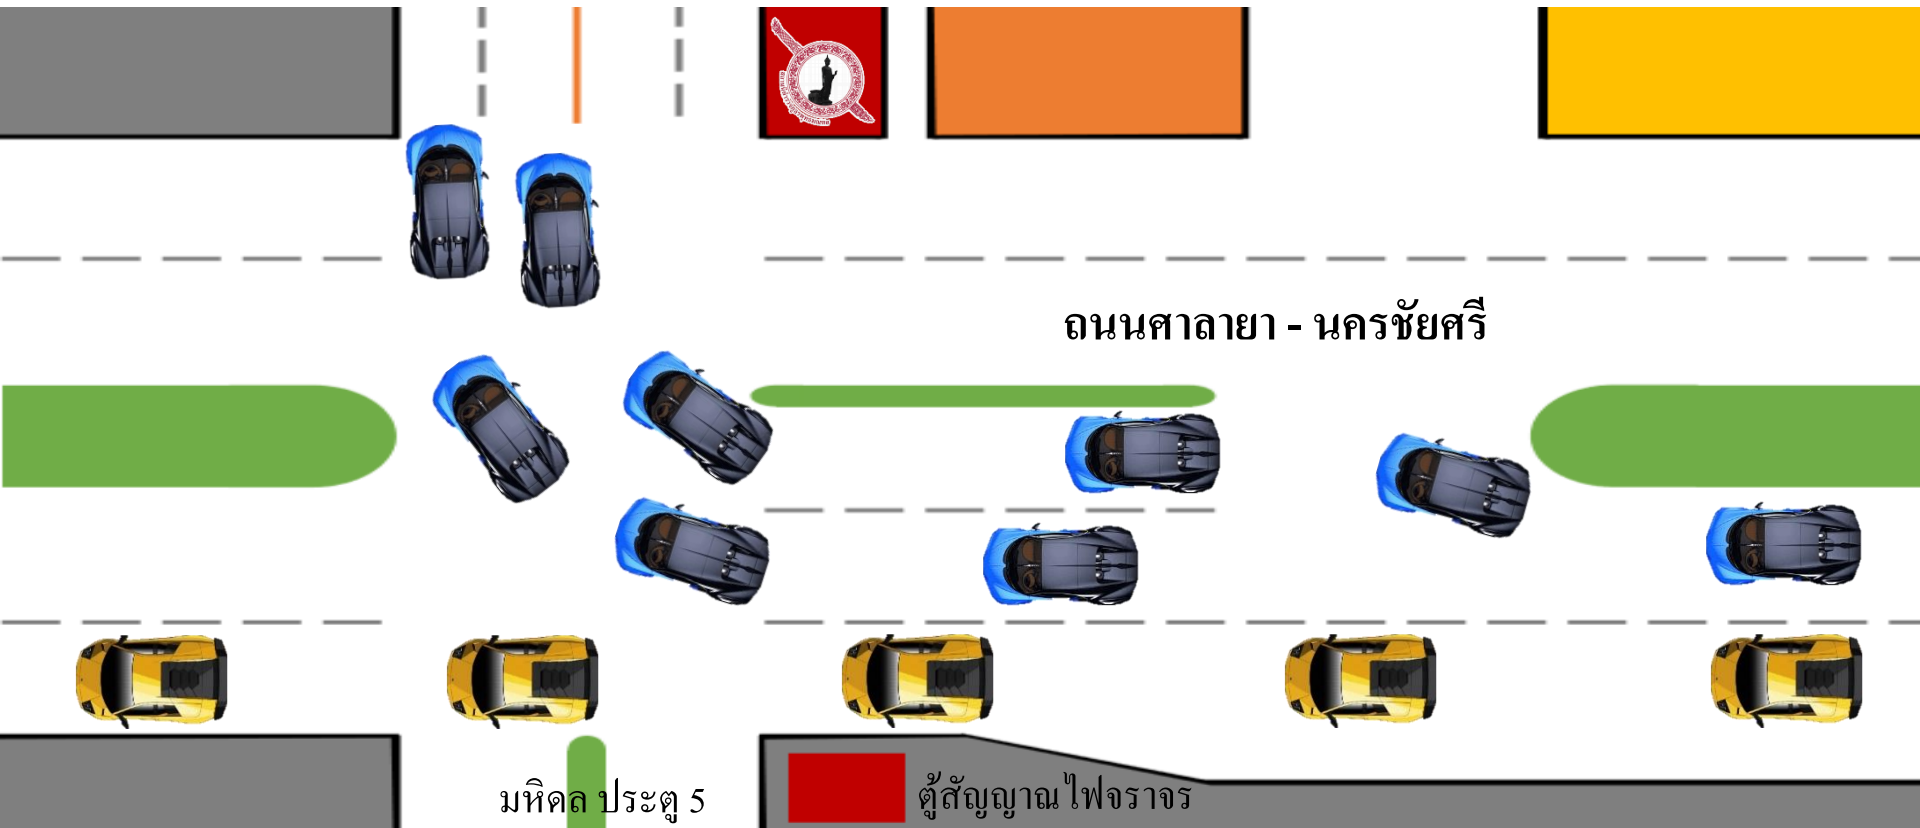 ถนนศาลายา - นครชัยศรี
มหิดล ประตู 5
ตู้สัญญาณไฟจราจร